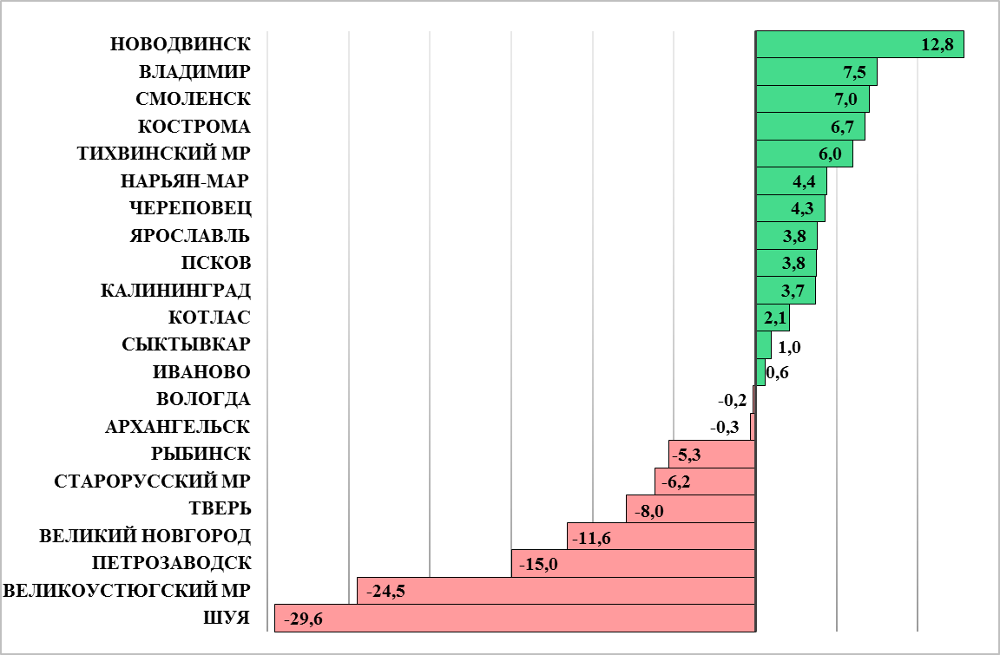 НОВОДВИНСК 12,8
ВЛАДИМИР 7,5
СМОЛЕНСК 7,0
КОСТРОМА 6,7
ТИХВИНСКИЙ МР 6,0
НАРЬЯН-МАР 4,4
ЧЕРЕПОВЕЦ 4,3
ЯРОСЛАВЛЬ 3,8
ПСКОВ 3,8
КАЛИНИНГРАД 3,7
КОТЛАС 2,1
СЫКТЫВКАР 1,0
ИВАНОВО 0,6
ВОЛОГДА -0,2
АРХАНГЕЛЬСК -0,3
РЫБИНСК -5,3
СТАРОРУССКИЙ МР -6,2
ТВЕРЬ -8,0
ВЕЛИКИЙ НОВГОРОД -11,6
ПЕТРОЗАВОДСК -15,0
ВЕЛИКОУСТЮГСКИЙ МР -24,5
ШУЯ -29,6